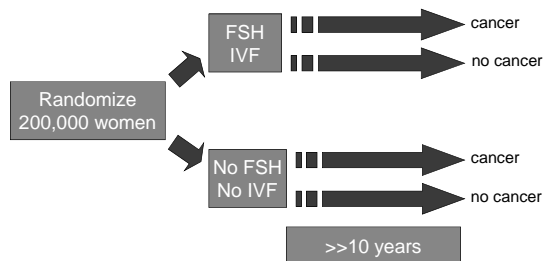 FSH
IVF
cancer
no cancer
Randomize
200,000 women
No FSH
No IVF
cancer
no cancer
>>10 years